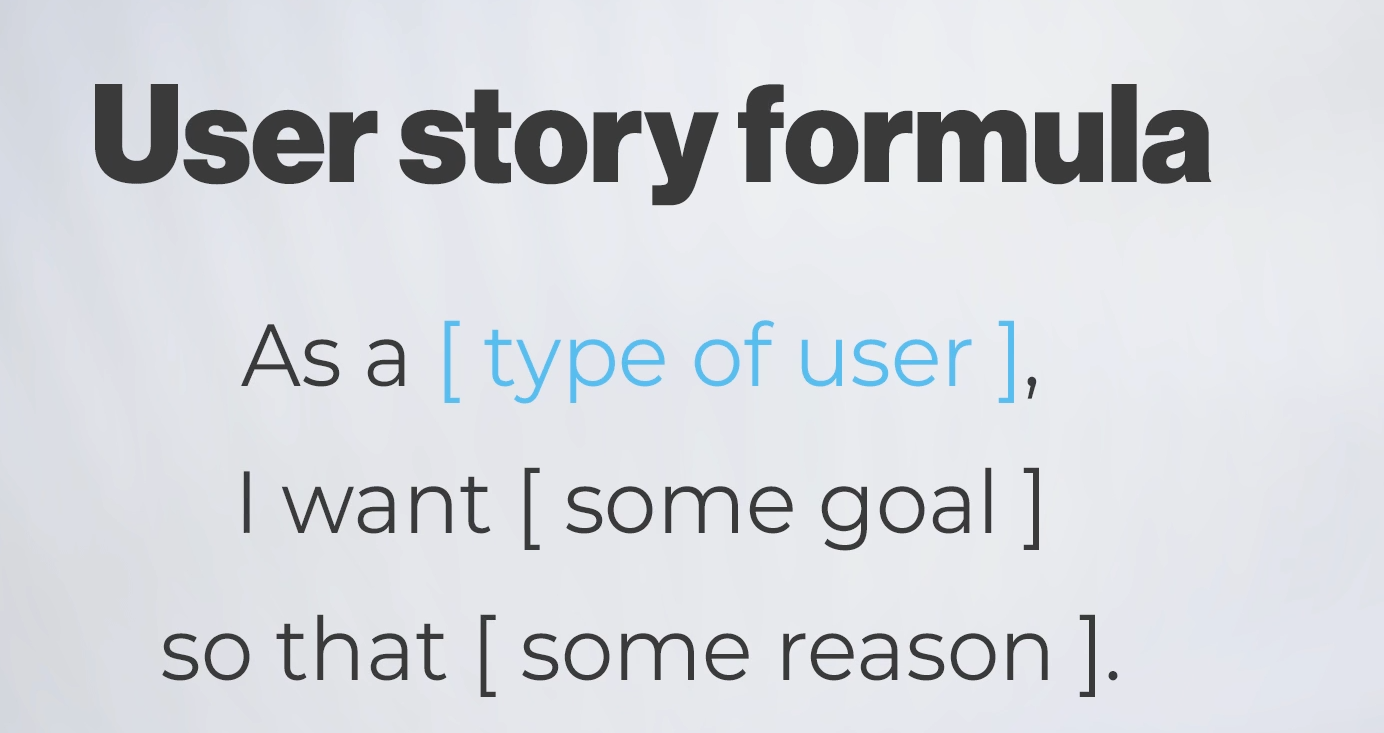 User story formula
As a [ type of user ],
I want [ some goal ]
so that [ some reason ].